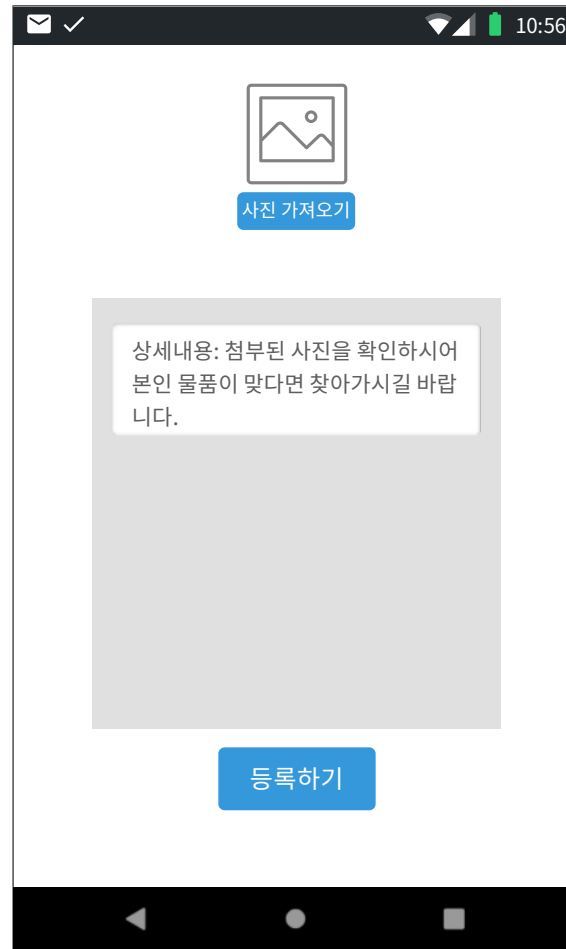 10:56
사진 가져오기
상세내용: 첨부된 사진을 확인하시어
본인 물품이 맞다면 찾아가시길 바랍
니다.
등록하기